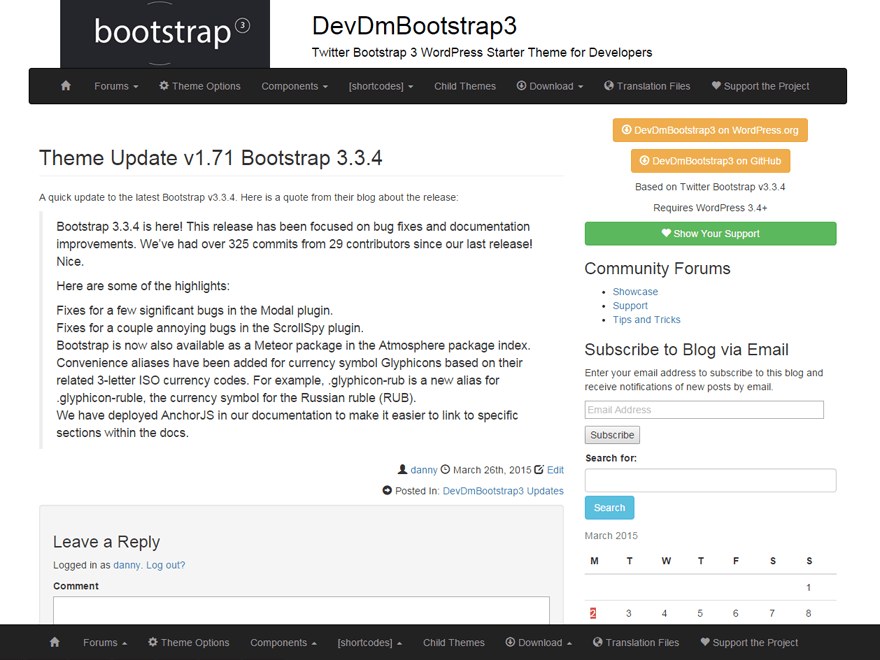 bootstrap 3
DevDmBootstrap3
Twitter Bootstrap 3 WordPress Starter Theme for Developers
Forums Theme Options Components [shortcodes] Child Themes Download Translation Files Support the Project
Theme Update v1.71 Bootstrap 3.3.4
A quick update to the latest Bootstrap v3.3.4. Here is a quote from their blog about the release:
Bootstrap 3.3.4 is here! This release has been focused on bug fixes and documentation
improvements. We've had over 325 commits from 29 contributors since our last release!
Nice.
Here are some of the highlights:
Fixes for a few significant bugs in the Modal plugin.
Fixes for a couple annoying bugs in the ScrollSpy plugin.
Bootstrap is now also available as a Meteor package in the Atmosphere package index.
Convenience aliases have been added for currency symbol Glyphicons based on their
related 3-letter ISO currency codes. For example, .glyphicon-rub is a new alias for
.glyphicon-ruble, the currency symbol for the Russian ruble (RUB).
We have deployed AnchorJS in our documentation to make it easier to link to specific
sections within the docs.
danny March 26th, 2015 Edit
Posted In: DevDmBootstrap3 Updates
Leave a Reply
Logged in as danny. Log out?
Comment
DevDmBootstrap3 on WordPress.org
DevDmBootstrap3 on GitHub
Based on Twitter Bootstrap v3.3.4
Requires WordPress 3.4+
Show Your Support
Community Forums
Showcase
Support
Tips and Tricks
Subscribe to Blog via Email
Enter your email address to subscribe to this blog and
receive notifications of new posts by email.
Email Address
Subscribe
Search for:
Search
March 2015
M T W T F S S
1
2 3 4 5 6 7 8
Forums Theme Options Components [shortcodes] Child Themes Download Translation Files Support the Project